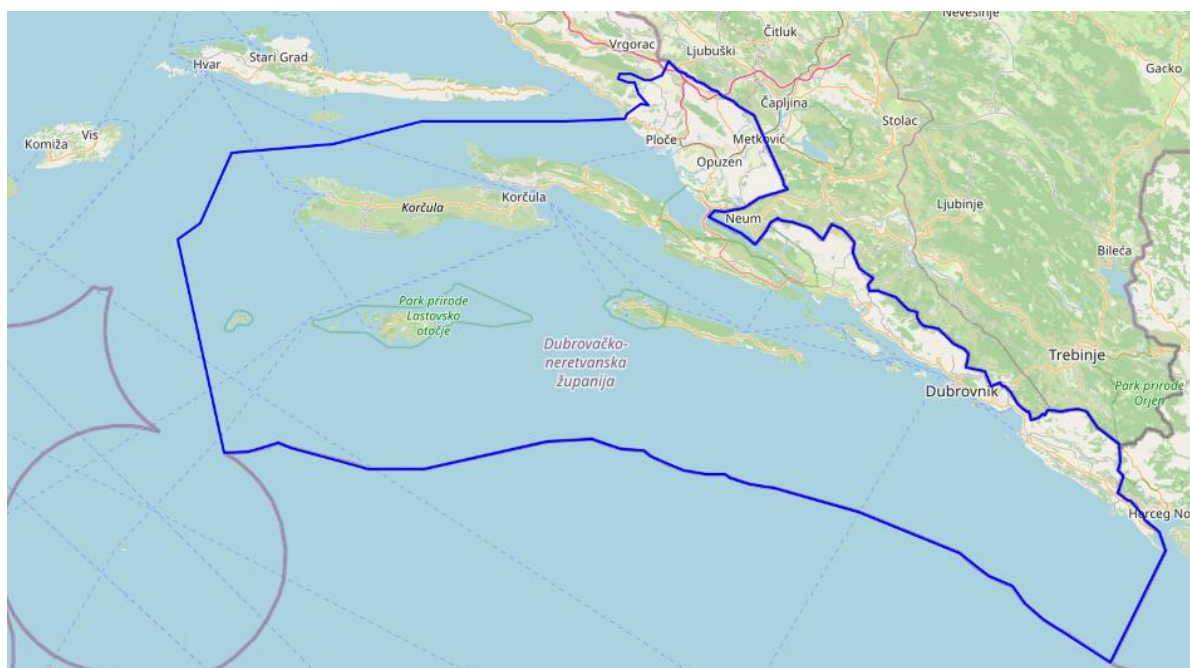 Nevesinje
Čitluk
Vrgorac
Ljubuški
Hvar
Stari Grad
Gacko
Čapljina
Stolac
Vis
Komiža
Ploče
Metković
Opuzen
Korčula
Korčula
Neum
Ljubinje
Bileća
Park prirode
Lastovsko
otočje
Dubrovačko-
neretvanska
županija
Trebinje
Dubrovnik
Park prirode
Orjen
Herceg No